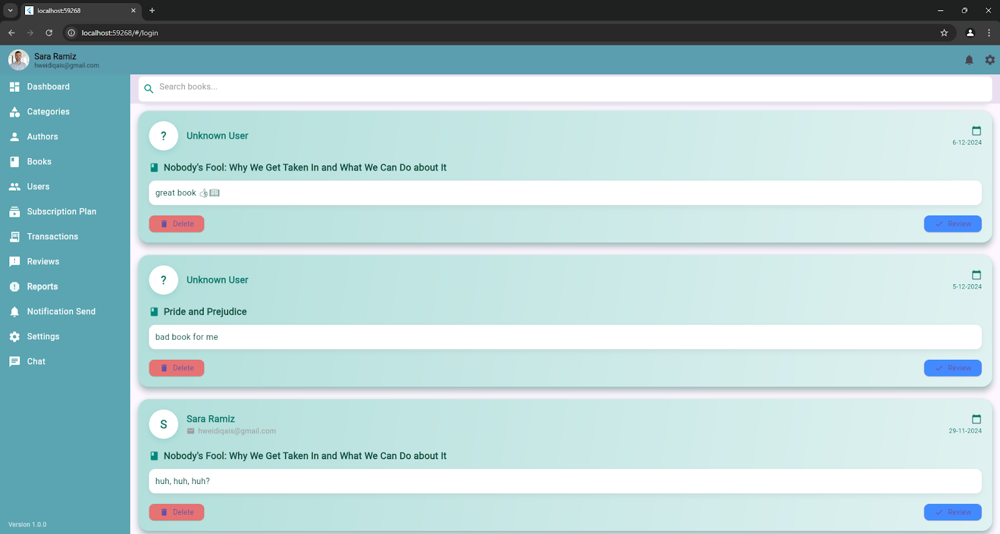 localhost:59268
localhost:59268/#/login
Sara Ramiz
hweidiqais@gmail.com
Dashboard
Categories
Authors
Books
Users
Subscription Plan
Transactions
Reviews
Reports
Notification Send
Settings
Chat
Version 1.0.0
Search books...
? Unknown User
6-12-2024
Nobody's Fool: Why We Get Taken In and What We Can Do about It
great book 👍📖
Delete Review
? Unknown User
5-12-2024
Pride and Prejudice
bad book for me
Delete Review
S Sara Ramiz
hweidiqais@gmail.com
29-11-2024
Nobody's Fool: Why We Get Taken In and What We Can Do about It
huh, huh, huh?
Delete Review